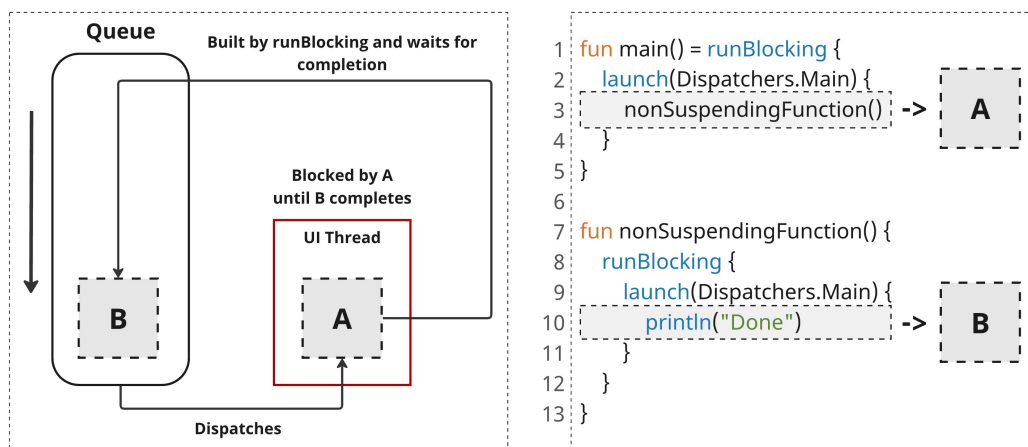 Queue
Built by runBlocking and waits for
completion
Blocked by A
until B completes
UI Thread
B
A
Dispatches
1 fun main() = runBlocking {
2 launch(Dispatchers.Main) {
3 nonSuspendingFunction() -> A
4 }
5 }
6
7 fun nonSuspendingFunction() {
8 runBlocking {
9 launch(Dispatchers.Main) {
10 println("Done") -> B
11 }
12 }
13 }